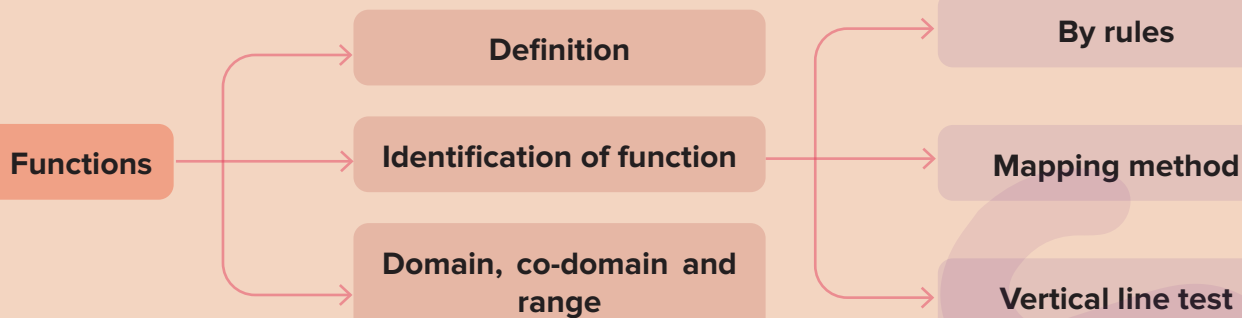 Functions
Definition
Identification of function
Domain, co-domain and
range
By rules
Mapping method
Vertical line test